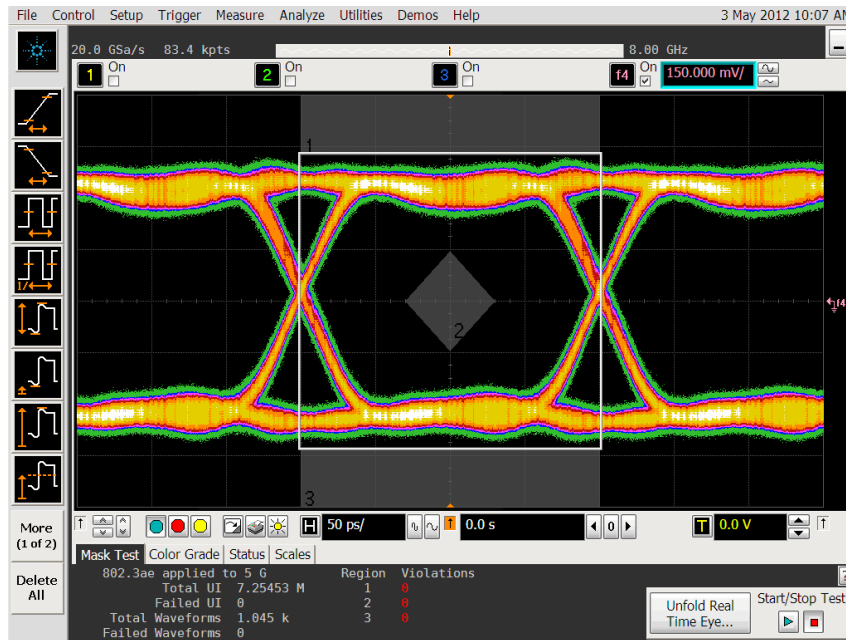 File Control Setup Trigger Measure Analyze Utilities Demos Help 3 May 2012 10:07 AM
20.0 GSa/s 83.4 kpts 8.00 GHz
1 On 2 On 3 On f4 On 150.000 mV/
1
2
f4
3
More
(1 of 2)
Delete
All
H 50 ps/ 0.0 s 0 T 0.0 V
Mask Test Color Grade Status Scales
802.3ae applied to 5 G Region Violations
Total UI 7.25453 M 1 0
Failed UI 0 2 0
Total Waveforms 1.045 k 3 0
Failed Waveforms 0
Unfold Real
Time Eye...
Start/Stop Test